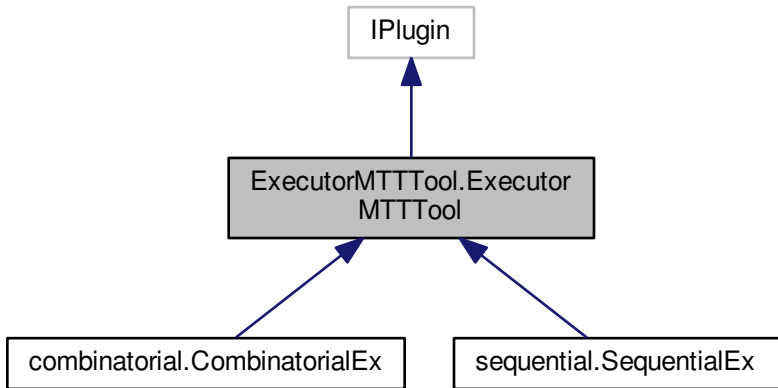 IPlugin
ExecutorMTTTool.Executor
MTTTool
combinatorial.CombinatorialEx
sequential.SequentialEx